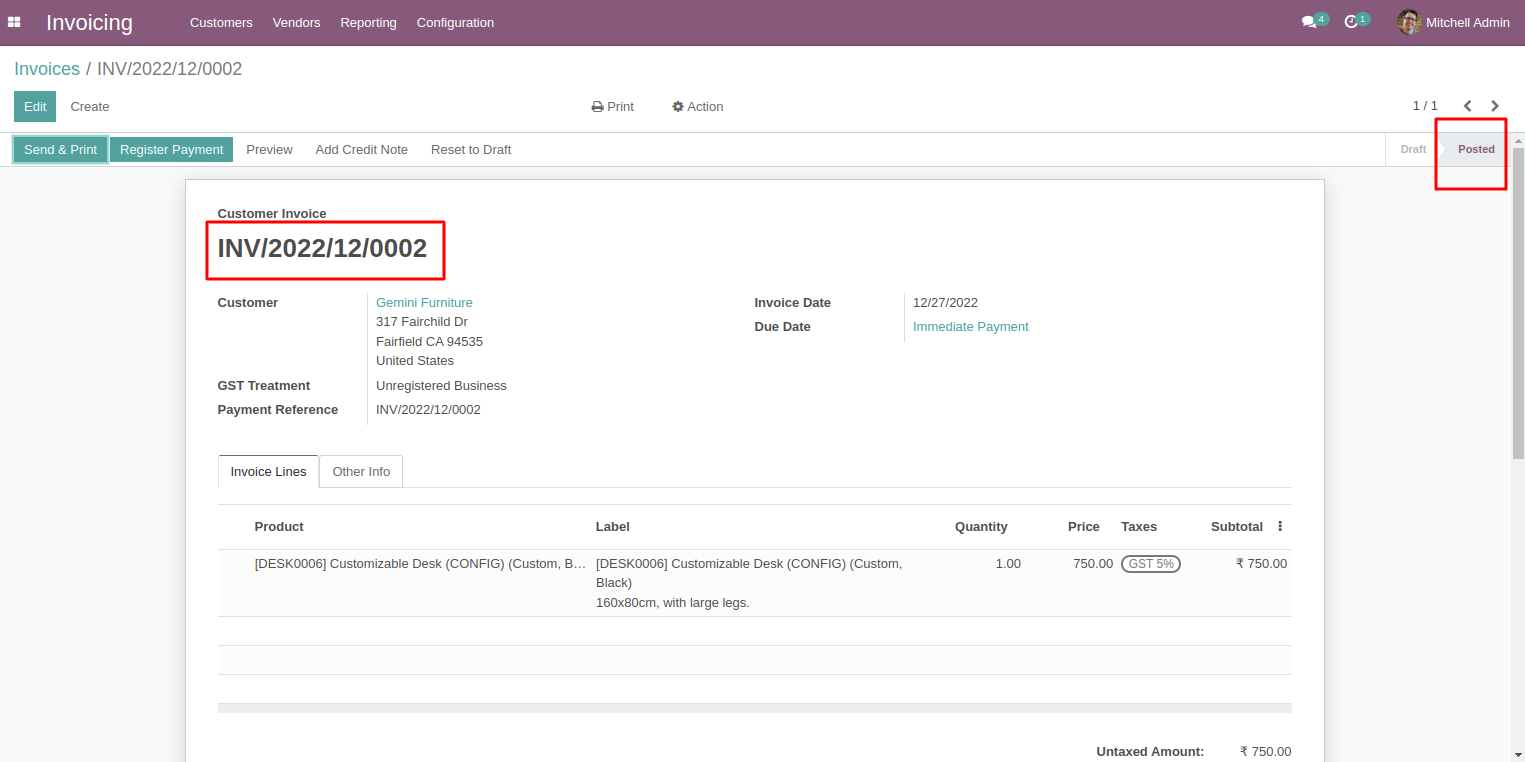 Invoicing Customers Vendors Reporting Configuration 4 1 Mitchell Admin
Invoices / INV/2022/12/0002
Edit Create Print Action 1 / 1
Send & Print Register Payment Preview Add Credit Note Reset to Draft Draft Posted
Customer Invoice
INV/2022/12/0002
Customer Gemini Furniture Invoice Date 12/27/2022
317 Fairchild Dr Due Date Immediate Payment
Fairfield CA 94535
United States
GST Treatment Unregistered Business
Payment Reference INV/2022/12/0002
Invoice Lines Other Info
Product Label Quantity Price Taxes Subtotal
[DESK0006] Customizable Desk (CONFIG) (Custom, B… [DESK0006] Customizable Desk (CONFIG) (Custom, 1.00 750.00 GST 5% ₹ 750.00
Black)
160x80cm, with large legs.
Untaxed Amount: ₹ 750.00